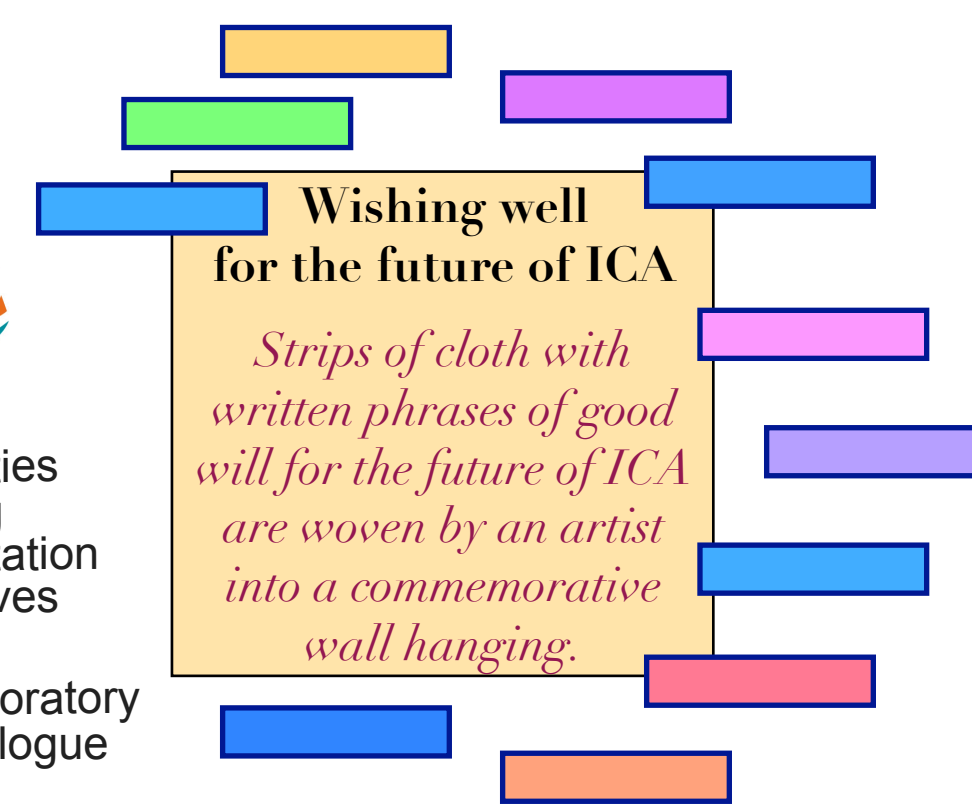 Wishing well
for the future of ICA
Strips of cloth with
written phrases of good
will for the future of ICA
are woven by an artist
into a commemorative
wall hanging.